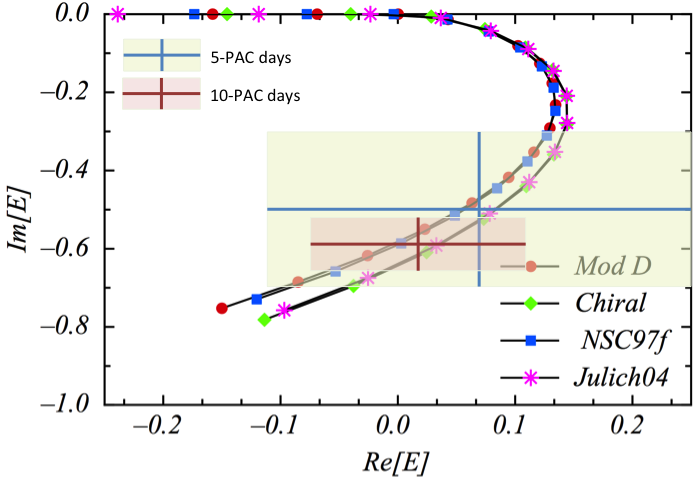 0.0
5-PAC days
10-PAC days
−0.2
−0.4
−0.6
−0.8
−1.0
Im[E]
Mod D
Chiral
NSC97f
Julich04
−0.2 −0.1 0.0 0.1 0.2
Re[E]